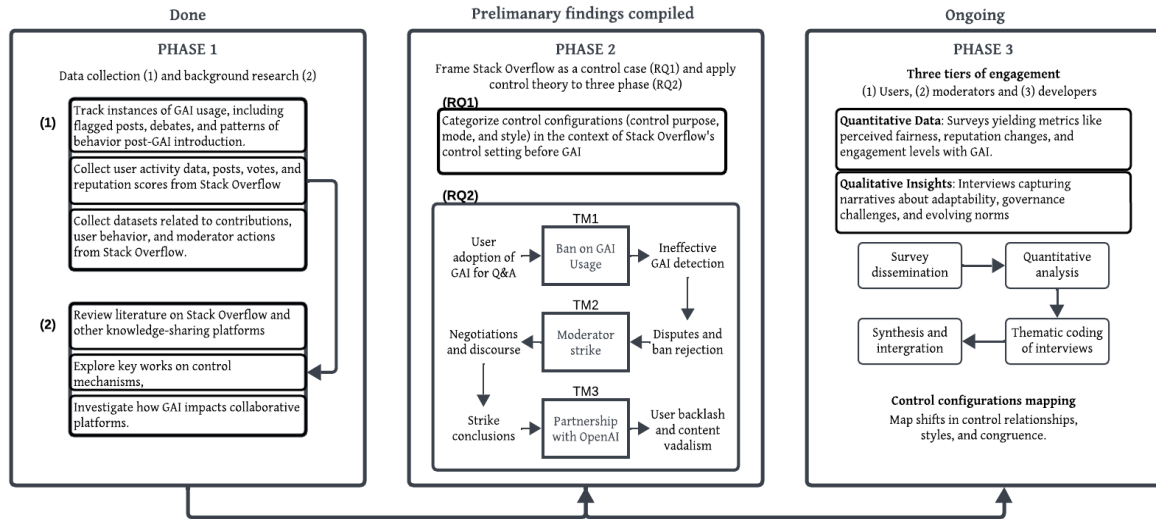 Done
PHASE 1
Data collection (1) and background research (2)
(1)
Track instances of GAI usage, including
flagged posts, debates, and patterns of
behavior post-GAI introduction.
Collect user activity data, posts, votes, and
reputation scores from Stack Overflow
Collect datasets related to contributions,
user behavior, and moderator actions
from Stack Overflow.
(2)
Review literature on Stack Overflow and
other knowledge-sharing platforms
Explore key works on control
mechanisms,
Investigate how GAI impacts collaborative
platforms.
Prelimanary findings compiled
PHASE 2
Frame Stack Overflow as a control case (RQ1) and apply
control theory to three phase (RQ2)
(RQ1)
Categorize control configurations (control purpose,
mode, and style) in the context of Stack Overflow's
control setting before GAI
(RQ2)
TM1
User
adoption of
GAI for Q&A
Ban on GAI
Usage
Ineffective
GAI detection
TM2
Negotiations
and discourse
Moderator
strike
Disputes and
ban rejection
TM3
Strike
conclusions
Partnership
with OpenAI
User backlash
and content
vadalism
Ongoing
PHASE 3
Three tiers of engagement
(1) Users, (2) moderators and (3) developers
Quantitative Data: Surveys yielding metrics like
perceived fairness, reputation changes, and
engagement levels with GAI.
Qualitative Insights: Interviews capturing
narratives about adaptability, governance
challenges, and evolving norms
Survey
dissemination
Quantitative
analysis
Synthesis and
intergration
Thematic coding
of interviews
Control configurations mapping
Map shifts in control relationships,
styles, and congruence.